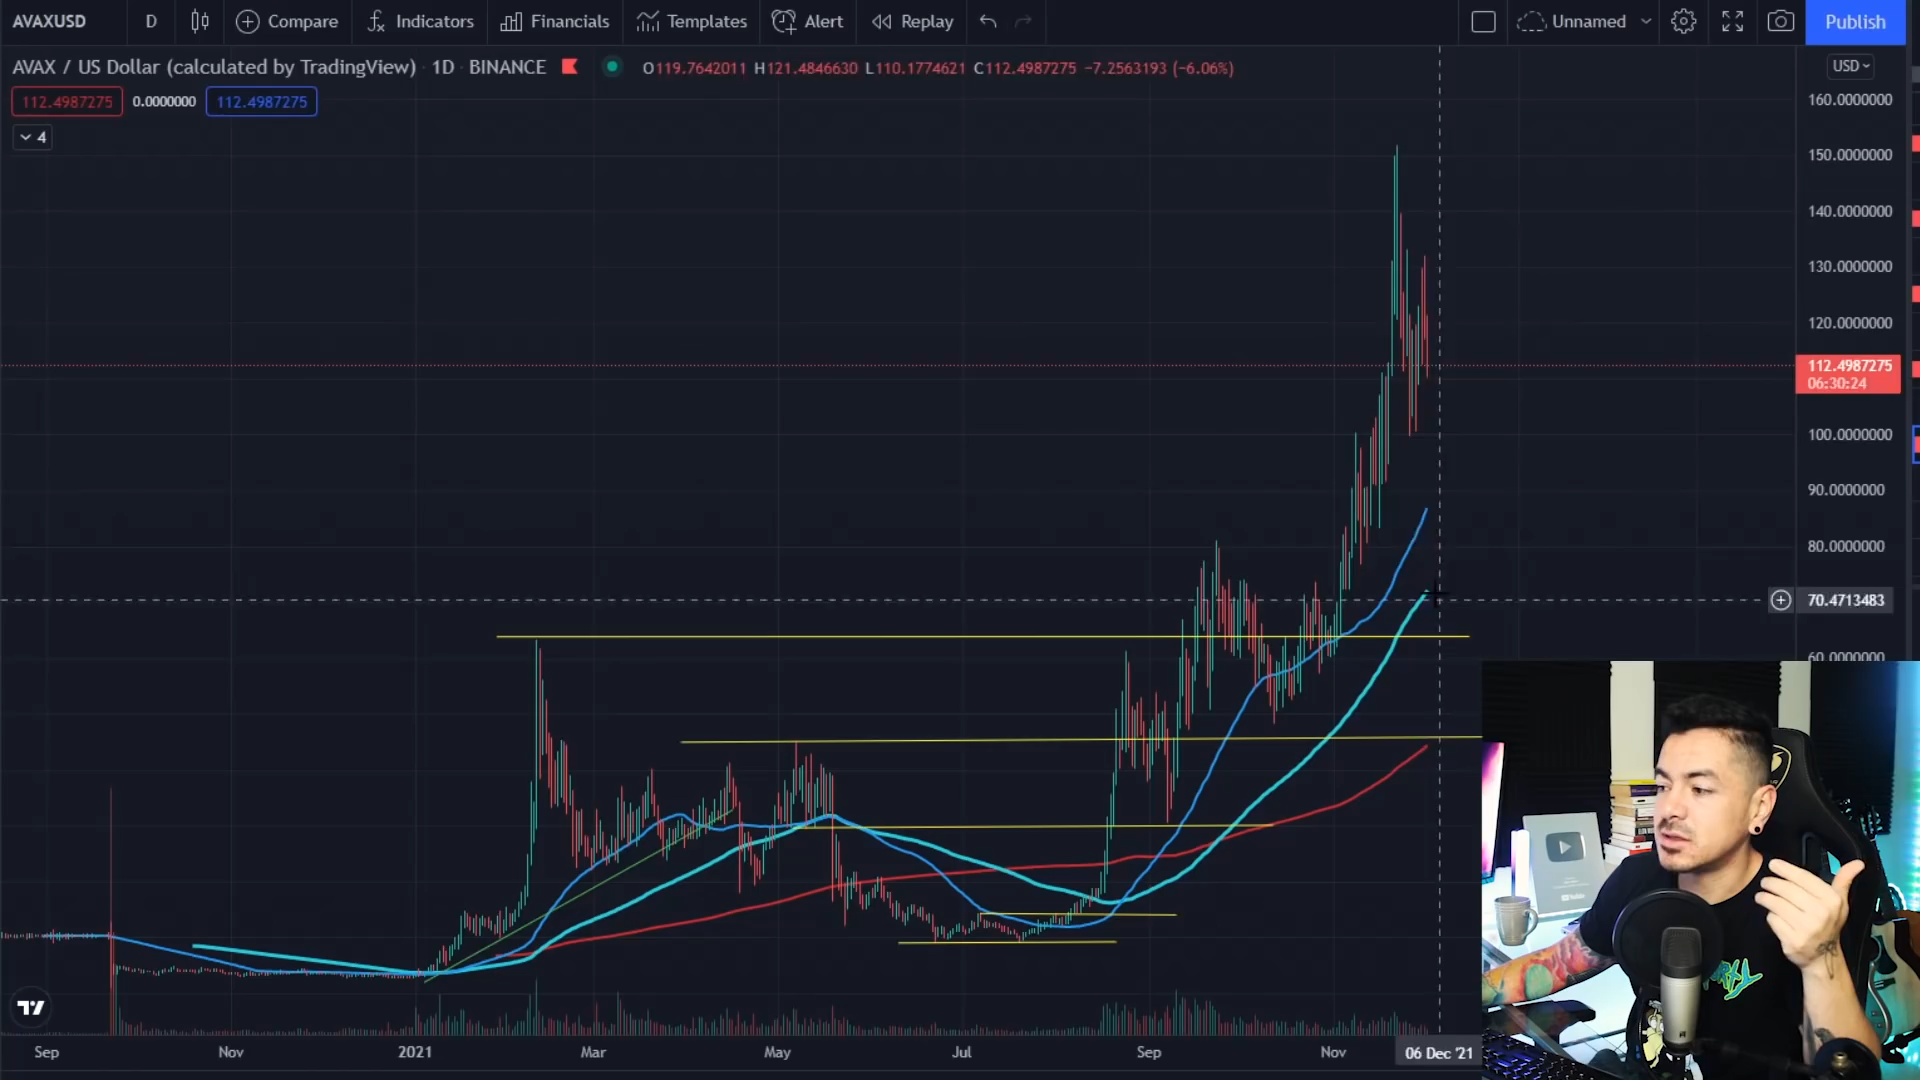 AVAXUSD D Compare Indicators Financials Templates Alert Replay Unnamed Publish
AVAX / US Dollar (calculated by TradingView) · 1D · BINANCE O119.7642011 H121.4846630 L110.1774621 C112.4987275 −7.2563193 (−6.06%)
USD
112.4987275 0.0000000 112.4987275
4
160.0000000
150.0000000
140.0000000
130.0000000
120.0000000
112.4987275
06:30:24
100.0000000
90.0000000
80.0000000
70.4713483
60.0000000
Sep Nov 2021 Mar May Jul Sep Nov 06 Dec '21